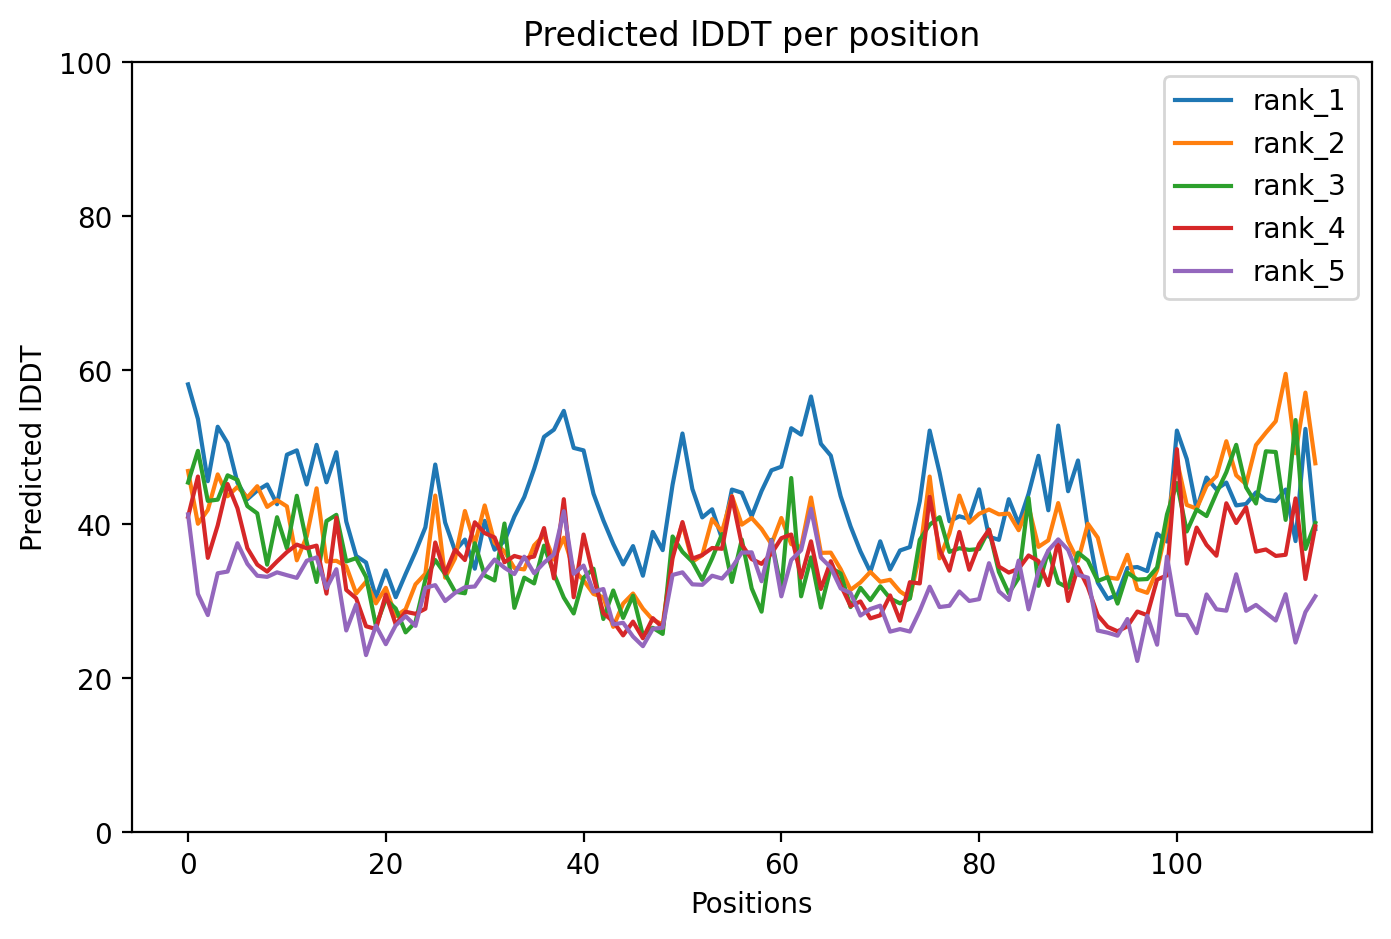 Predicted lDDT per position
100
80
60
40
20
0
Predicted lDDT
0 20 40 60 80 100
Positions
rank_1
rank_2
rank_3
rank_4
rank_5